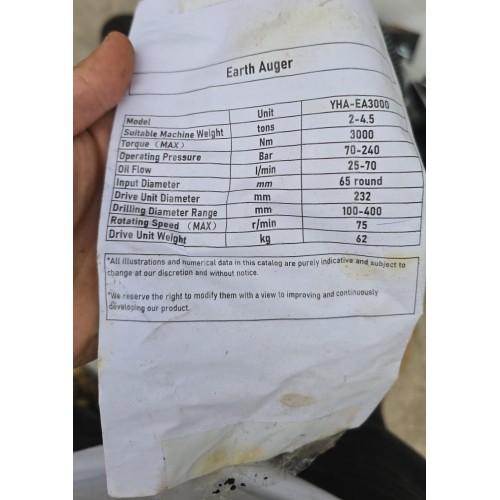 Earth Auger
Model Unit YHA-EA3000
Suitable Machine Weight tons 2-4.5
Torque (MAX) Nm 3000
Operating Pressure Bar 70-240
Oil Flow l/min 25-70
Input Diameter mm 65 round
Drive Unit Diameter mm 232
Drilling Diameter Range mm 100-400
Rotating Speed (MAX) r/min 75
Drive Unit Weight kg 62
*All illustrations and numerical data in this catalog are purely indicative and subject to
change at our discretion and without notice.
*We reserve the right to modify them with a view to improving and continuously
developing our product.